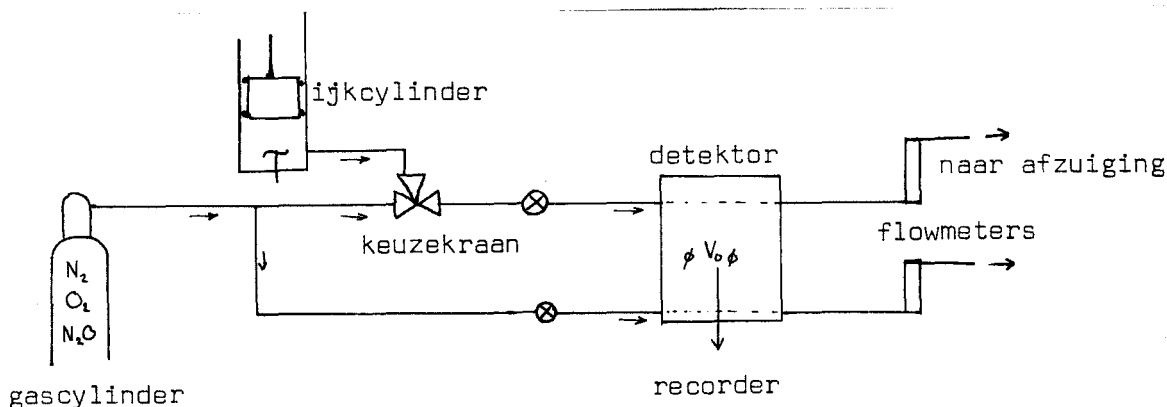 ijkcylinder
detektor
naar afzuiging
keuzekraan
flowmeters
φ V₀ φ
N₂
O₂
N₂O
gascylinder
recorder